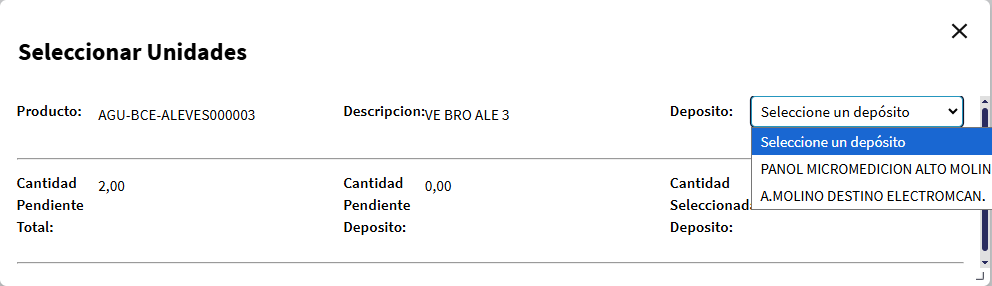 Seleccionar Unidades
Producto: AGU-BCE-ALEVES000003 Descripcion: VE BRO ALE 3 Deposito: Seleccione un depósito
Seleccione un depósito
PANOL MICROMEDICION ALTO MOLIN
A.MOLINO DESTINO ELECTROMCAN.
Cantidad Pendiente Total: 2,00
Cantidad Pendiente Deposito: 0,00
Cantidad Seleccionada Deposito: